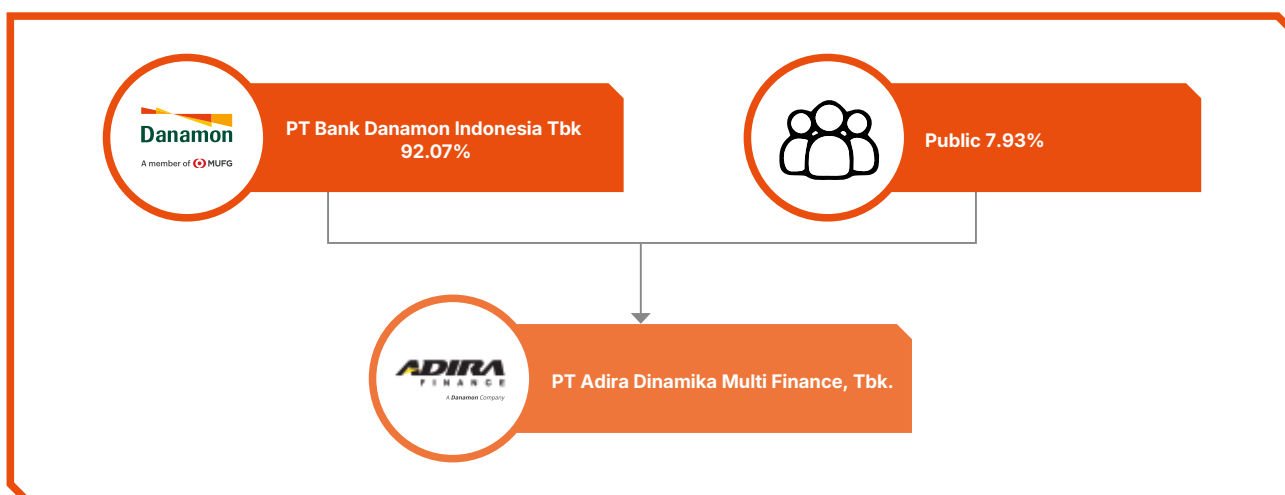 Danamon
A member of MUFG
PT Bank Danamon Indonesia Tbk
92.07%
Public 7.93%
ADIRA
FINANCE
A Danamon Company
PT Adira Dinamika Multi Finance, Tbk.